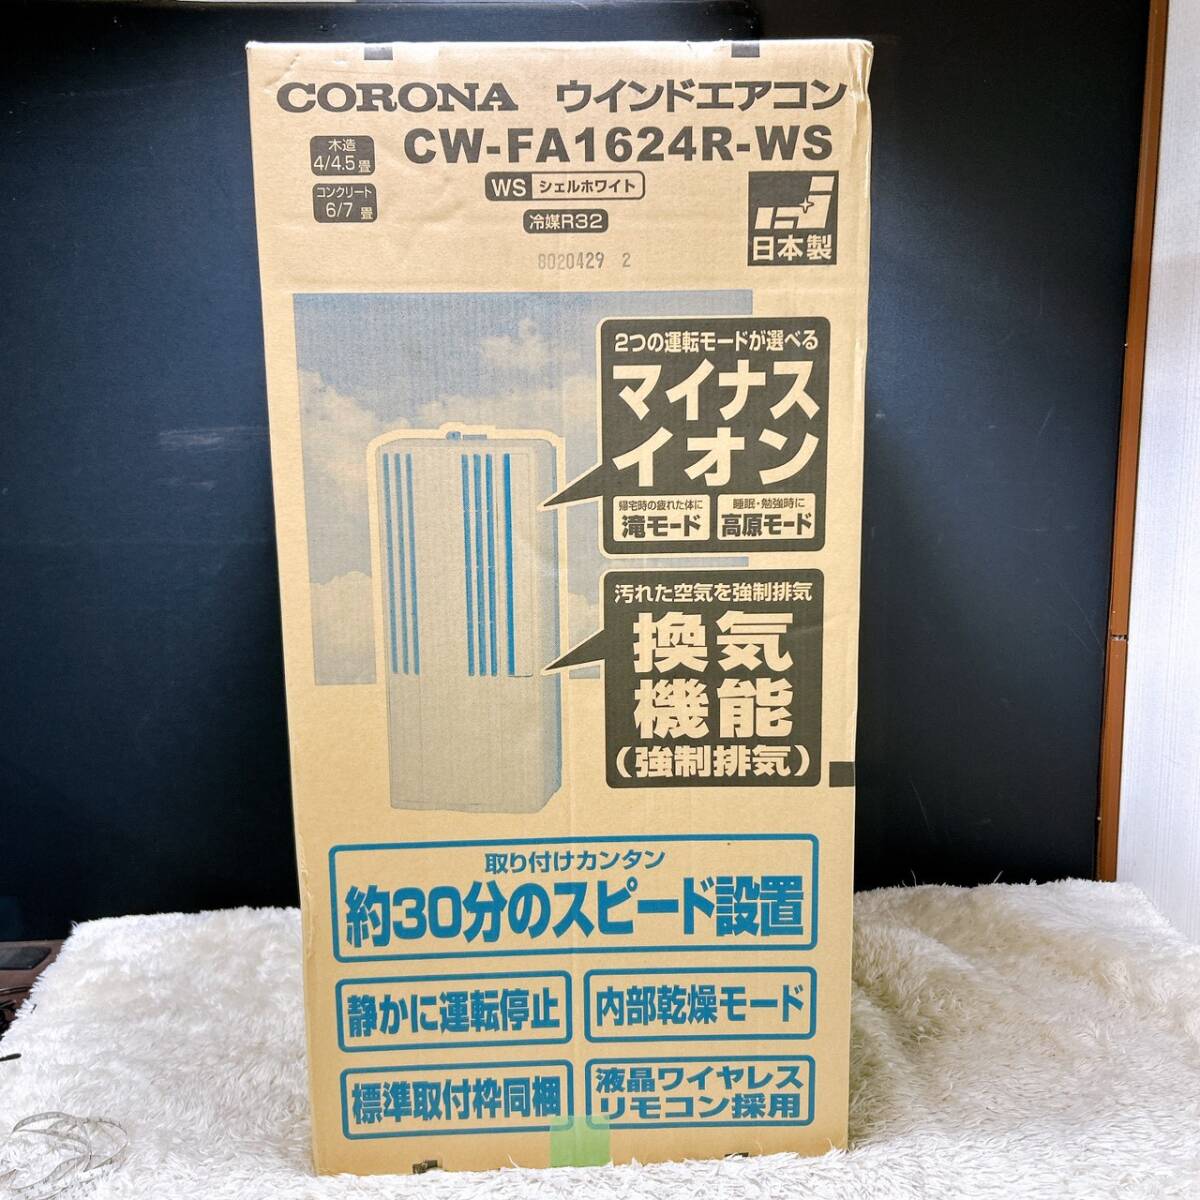 CORONA ウインドエアコン
CW-FA1624R-WS
木造
4/4.5畳
コンクリート
6/7畳
WS シェルホワイト
冷媒R32
日本製
8020429 2
2つの運転モードが選べる
マイナス
イオン
帰宅時の疲れた体に
滝モード
睡眠・勉強時に
高原モード
汚れた空気を強制排気
換気
機能
(強制排気)
取り付けカンタン
約30分のスピード設置
静かに運転停止
内部乾燥モード
標準取付枠同梱
液晶ワイヤレス
リモコン採用